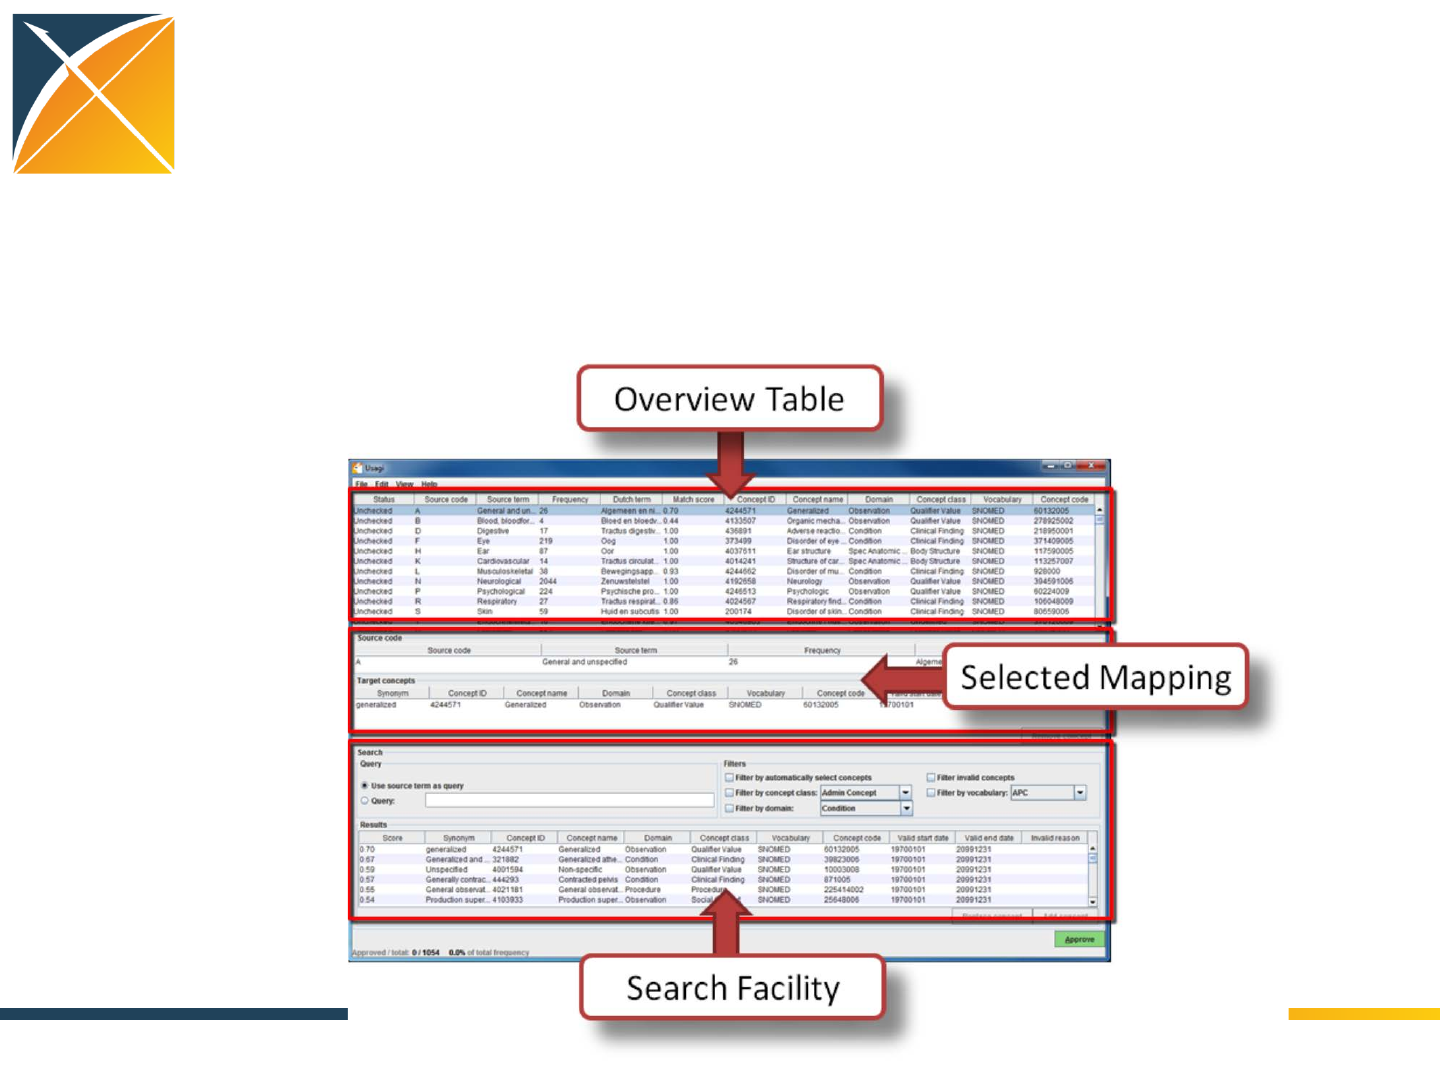 Overview Table
Usagi
File Edit View Help
Status Source code Source term Frequency Dutch term Match score Concept ID Concept name Domain Concept class Vocabulary Concept code
Unchecked A General and un... 26 Algemeen en ni... 0.70 4244571 Generalized Observation Qualifier Value SNOMED 60132005
Unchecked B Blood, bloodfor... 4 Bloed en bloedv... 0.44 4133507 Organic mecha... Observation Qualifier Value SNOMED 278925002
Unchecked D Digestive 17 Tractus digestiv... 1.00 436891 Adverse reactio... Condition Clinical Finding SNOMED 218950001
Unchecked F Eye 219 Oog 1.00 373499 Disorder of eye ... Condition Clinical Finding SNOMED 371409005
Unchecked H Ear 87 Oor 1.00 4037611 Ear structure Spec Anatomic ... Body Structure SNOMED 117590005
Unchecked K Cardiovascular 14 Tractus circulat... 1.00 4014241 Structure of car... Spec Anatomic ... Body Structure SNOMED 113257007
Unchecked L Musculoskeletal 38 Bewegingsapp... 0.93 4244662 Disorder of mu... Condition Clinical Finding SNOMED 928000
Unchecked N Neurological 2044 Zenuwstelstel 1.00 4192658 Neurology Observation Qualifier Value SNOMED 394591006
Unchecked P Psychological 224 Psychische pro... 1.00 4246513 Psychologic Observation Qualifier Value SNOMED 60224009
Unchecked R Respiratory 27 Tractus respirat... 0.86 4024567 Respiratory find... Condition Clinical Finding SNOMED 106048009
Unchecked S Skin 59 Huid en subcutis 1.00 200174 Disorder of skin... Condition Clinical Finding SNOMED 80659006
Source code
Source code Source term Frequency
A General and unspecified 26 Algeme
Selected Mapping
Target concepts
Synonym Concept ID Concept name Domain Concept class Vocabulary Concept code
generalized 4244571 Generalized Observation Qualifier Value SNOMED 60132005 19700101
Search
Query Filters
Filter by automatically select concepts Filter invalid concepts
Use source term as query
Filter by concept class: Admin Concept Filter by vocabulary: APC
Query:
Filter by domain: Condition
Results
Score Synonym Concept ID Concept name Domain Concept class Vocabulary Concept code Valid start date Valid end date Invalid reason
0.70 generalized 4244571 Generalized Observation Qualifier Value SNOMED 60132005 19700101 20991231
0.67 Generalized and ... 321882 Generalized athe... Condition Clinical Finding SNOMED 39823006 19700101 20991231
0.59 Unspecified 4001594 Non-specific Observation Qualifier Value SNOMED 10003008 19700101 20991231
0.57 Generally contrac... 444293 Contracted pelvis Condition Clinical Finding SNOMED 871005 19700101 20991231
0.55 General observat... 4021181 General observat... Procedure Procedure SNOMED 225414002 19700101 20991231
0.54 Production super... 4103933 Production super... Observation Social SNOMED 25648006 19700101 20991231
Approve
Approved / total: 0 / 1054 0.0% of total frequency
Search Facility